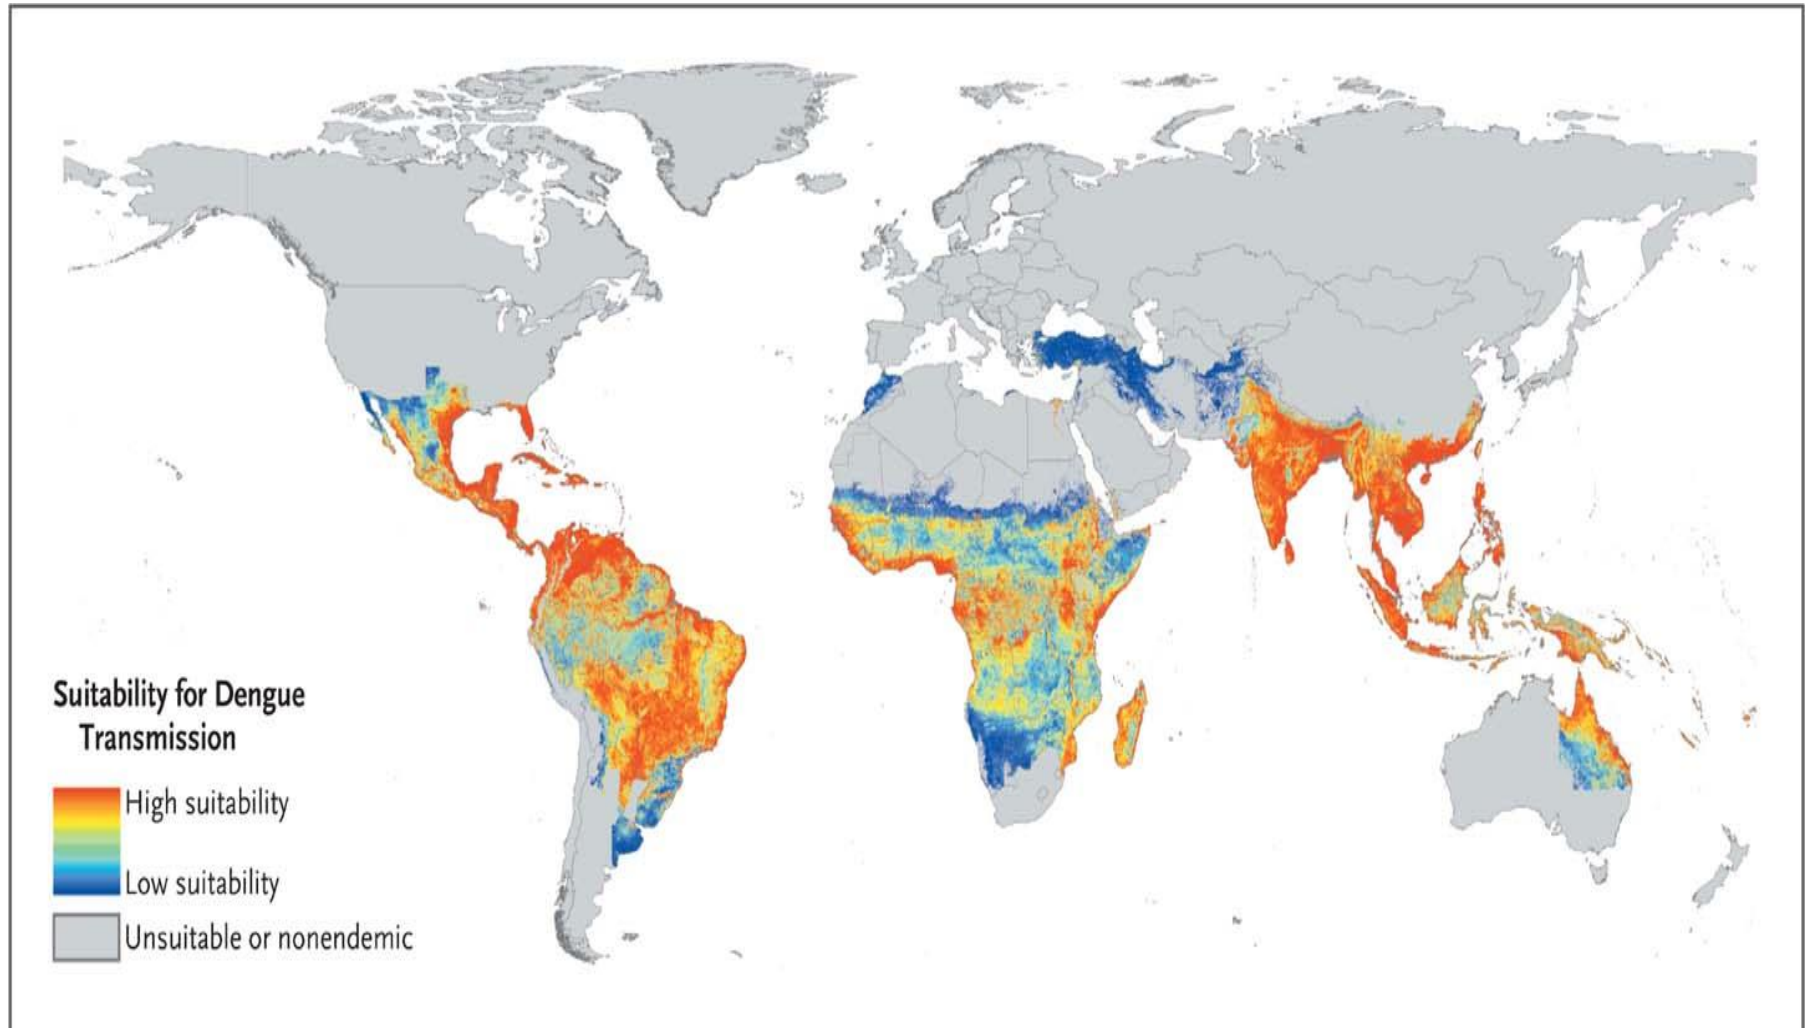 Suitability for Dengue
Transmission
High suitability
Low suitability
Unsuitable or nonendemic